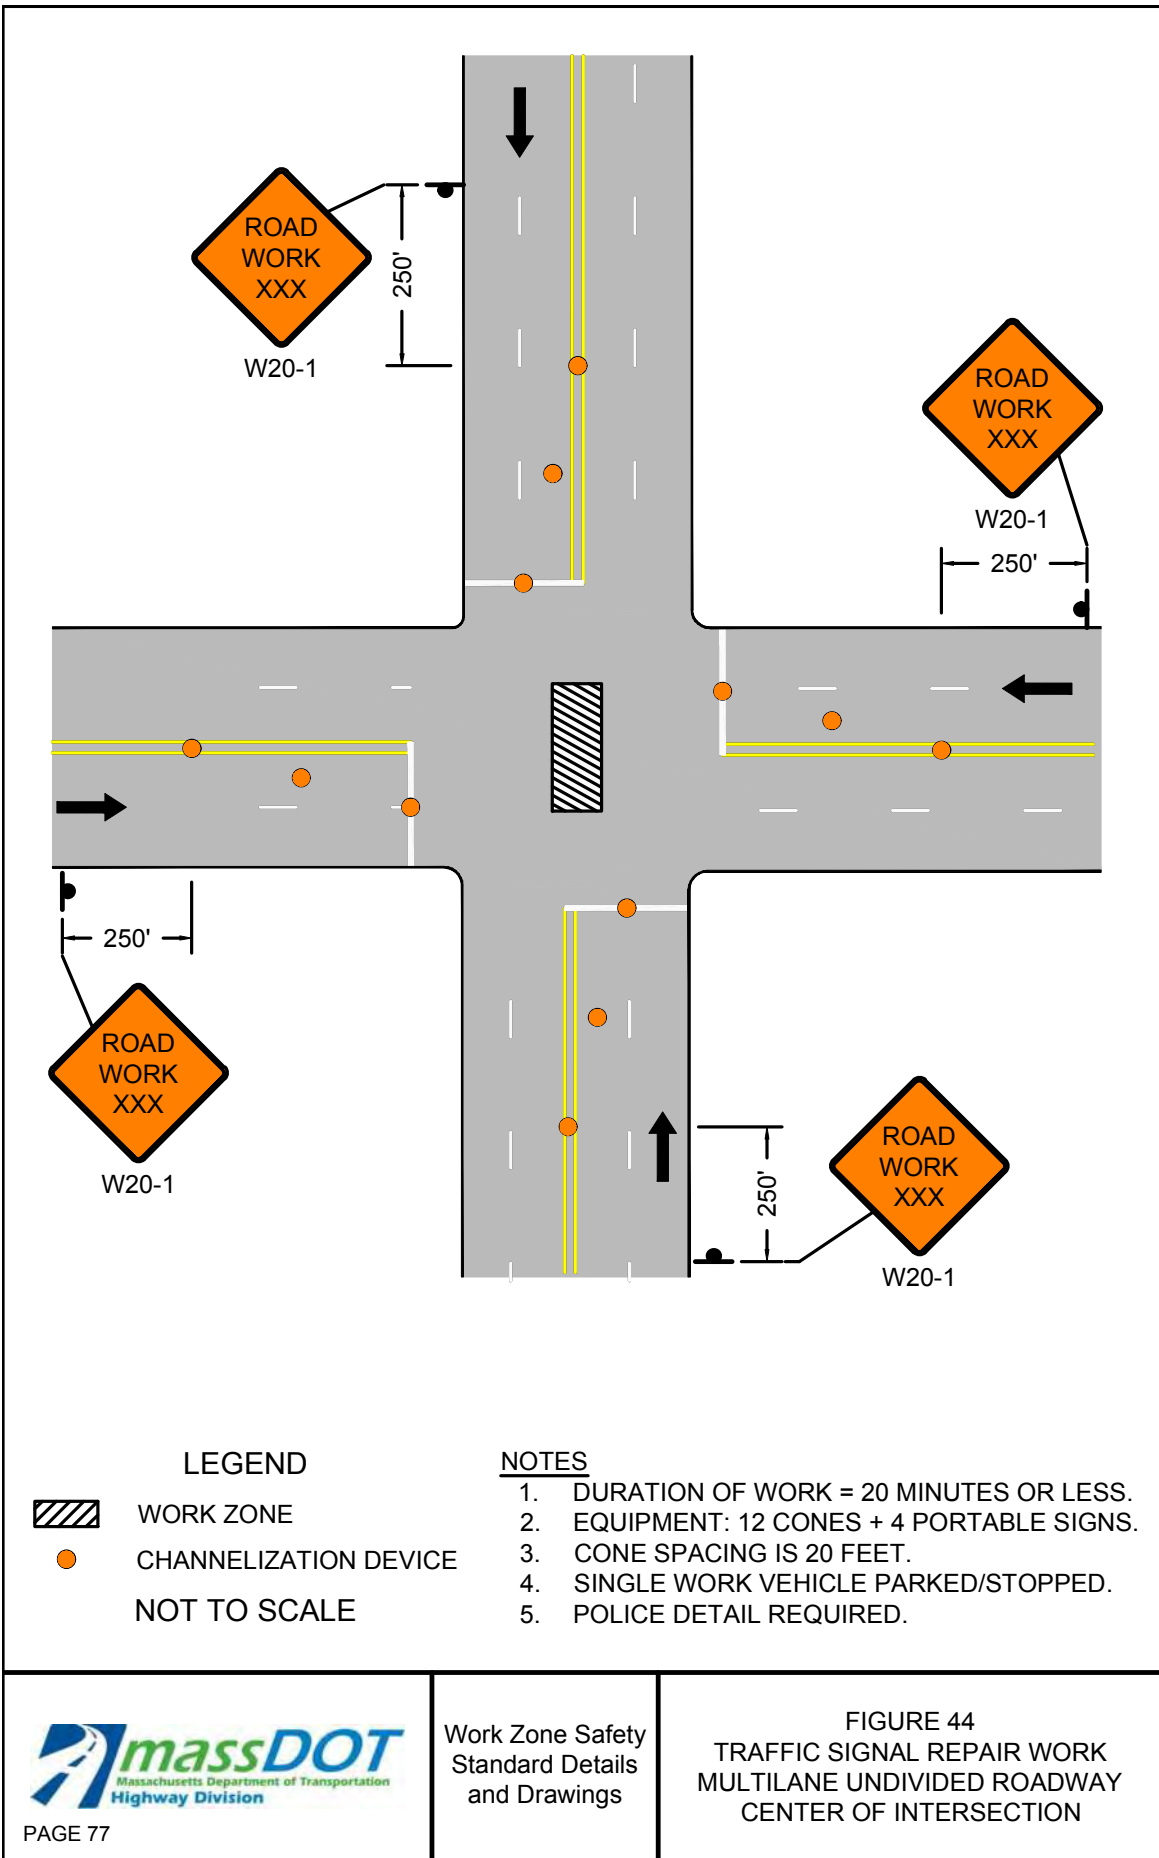 ROAD
WORK
XXX
W20-1
250'
ROAD
WORK
XXX
W20-1
250'
250'
ROAD
WORK
XXX
W20-1
250'
ROAD
WORK
XXX
W20-1
LEGEND
WORK ZONE
CHANNELIZATION DEVICE
NOT TO SCALE
NOTES
1. DURATION OF WORK = 20 MINUTES OR LESS.
2. EQUIPMENT: 12 CONES + 4 PORTABLE SIGNS.
3. CONE SPACING IS 20 FEET.
4. SINGLE WORK VEHICLE PARKED/STOPPED.
5. POLICE DETAIL REQUIRED.
massDOT
Massachusetts Department of Transportation
Highway Division
PAGE 77
Work Zone Safety
Standard Details
and Drawings
FIGURE 44
TRAFFIC SIGNAL REPAIR WORK
MULTILANE UNDIVIDED ROADWAY
CENTER OF INTERSECTION